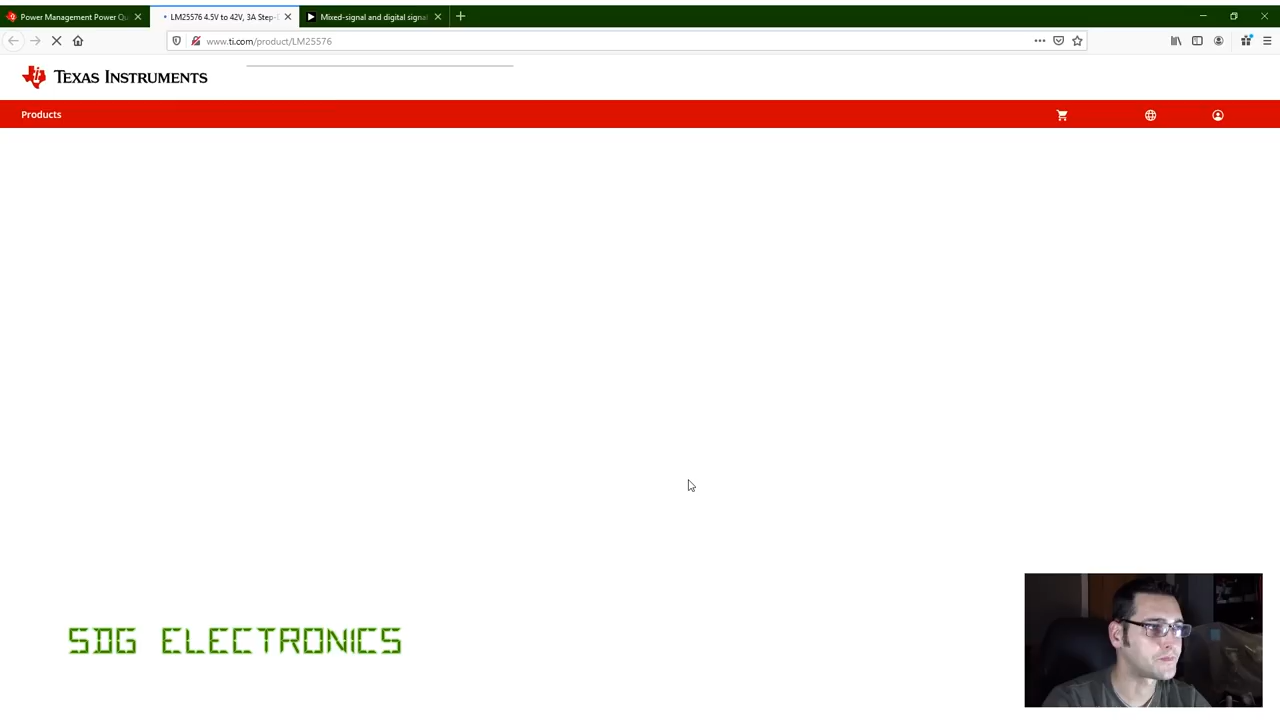 Power Management Power Qu
LM25576 4.5V to 42V, 3A Step-
Mixed-signal and digital signal
www.ti.com/product/LM25576
TEXAS INSTRUMENTS
Products
SDG ELECTRONICS